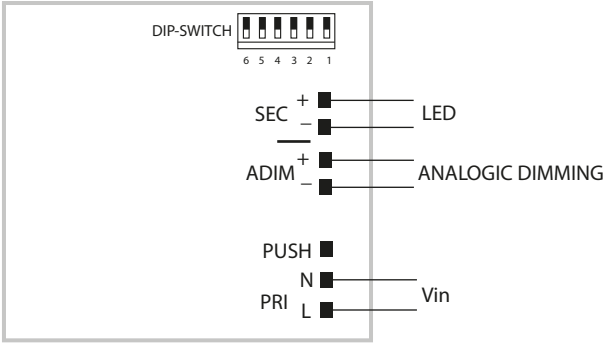 DIP-SWITCH
6 5 4 3 2 1
SEC + − LED
ADIM + − ANALOGIC DIMMING
PUSH
N
PRI L Vin